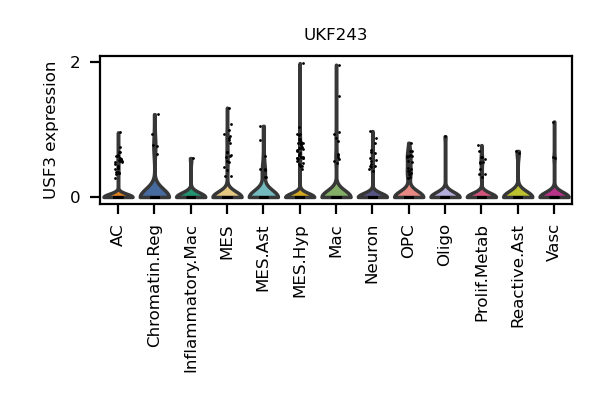 UKF243
USF3 expression
2
0
AC
Chromatin.Reg
Inflammatory.Mac
MES
MES.Ast
MES.Hyp
Mac
Neuron
OPC
Oligo
Prolif.Metab
Reactive.Ast
Vasc